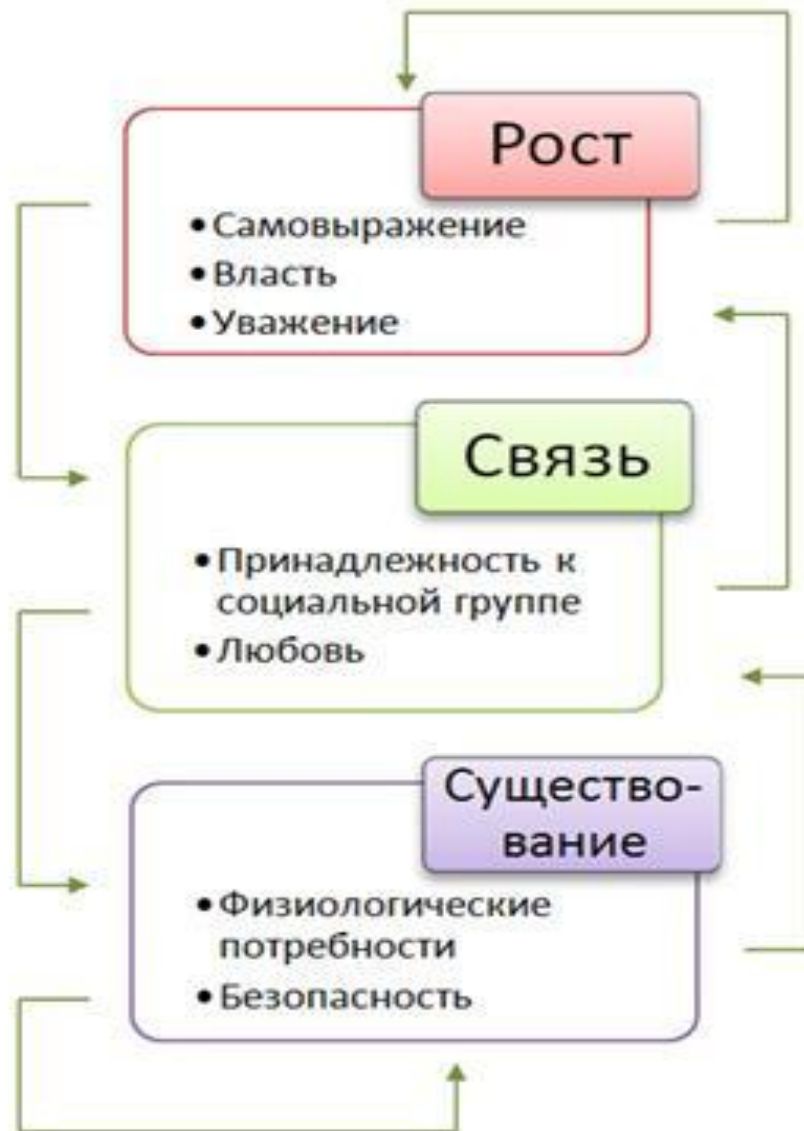 Рост
• Самовыражение
• Власть
• Уважение
Связь
• Принадлежность к
социальной группе
• Любовь
Существо-
вание
• Физиологические
потребности
• Безопасность